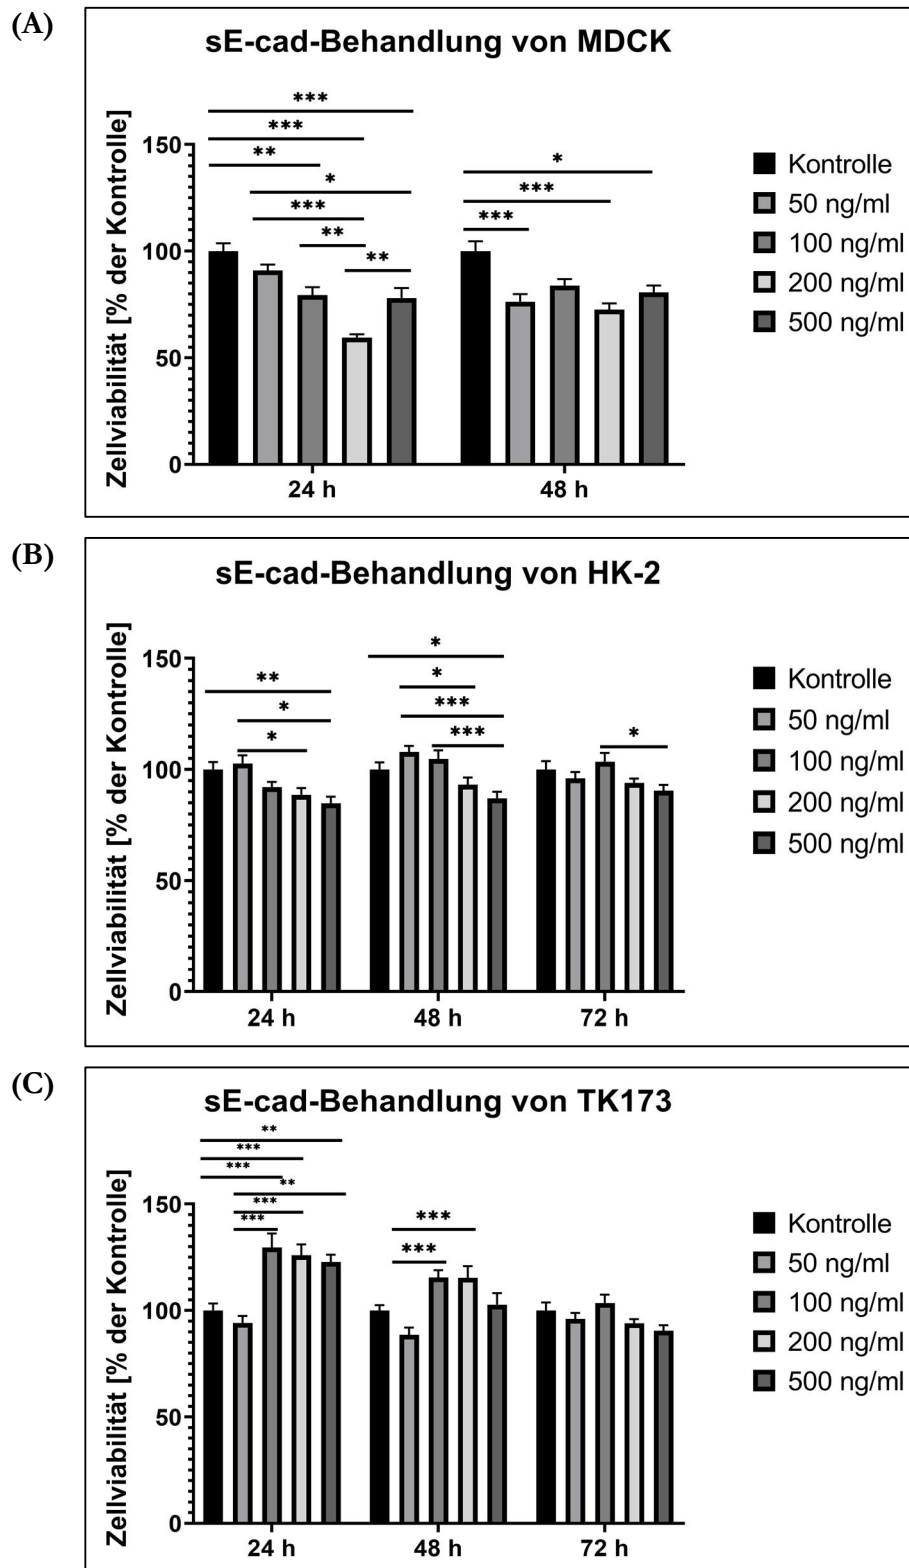 (A)
sE-cad-Behandlung von MDCK
Zellviabilität [% der Kontrolle]
150
100
50
0
***
***
**
*
***
**
**
*
***
***
24 h
48 h
Kontrolle
50 ng/ml
100 ng/ml
200 ng/ml
500 ng/ml
(B)
sE-cad-Behandlung von HK-2
Zellviabilität [% der Kontrolle]
150
100
50
0
**
*
*
*
*
***
***
*
24 h
48 h
72 h
Kontrolle
50 ng/ml
100 ng/ml
200 ng/ml
500 ng/ml
(C)
sE-cad-Behandlung von TK173
Zellviabilität [% der Kontrolle]
150
100
50
0
**
***
***
**
***
***
***
***
24 h
48 h
72 h
Kontrolle
50 ng/ml
100 ng/ml
200 ng/ml
500 ng/ml